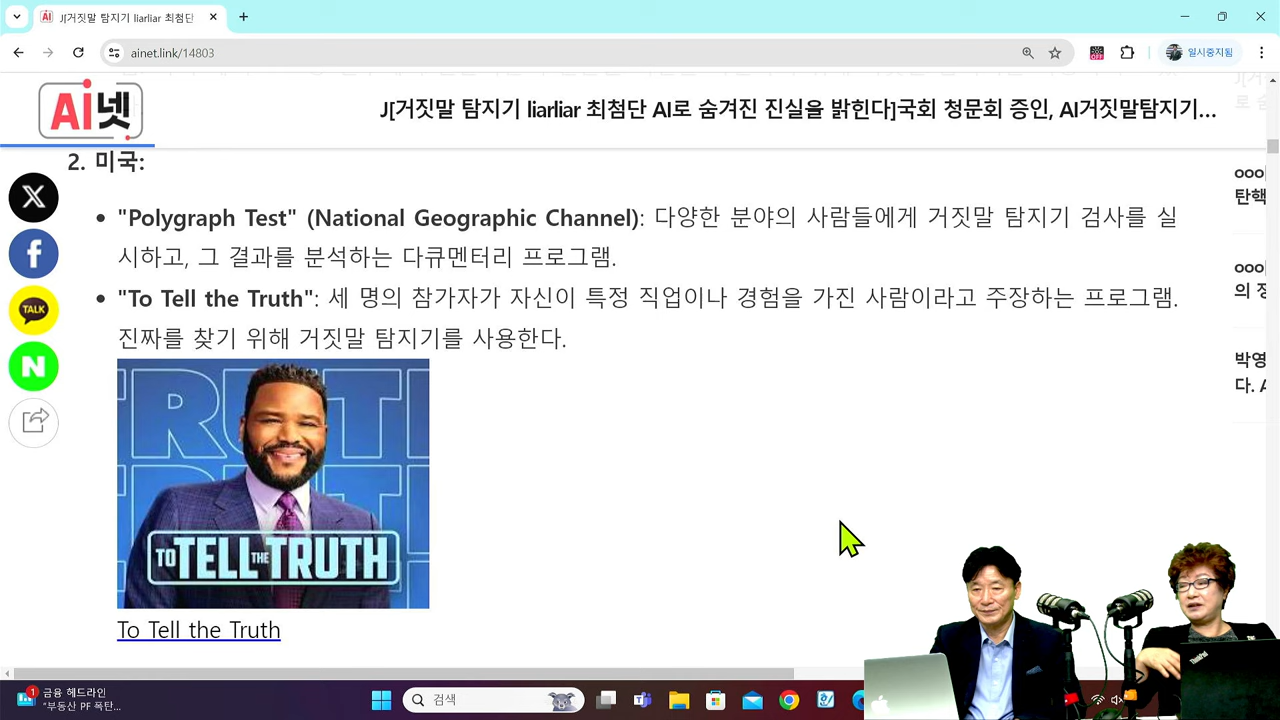 J[거짓말 탐지기 liarliar 최첨단
ainet.link/14803
OFF
일시중지됨
Ai넷
J[거짓말 탐지기 liarliar 최첨단 AI로 숨겨진 진실을 밝힌다]국회 청문회 증인, AI거짓말탐지기...
2. 미국:
"Polygraph Test" (National Geographic Channel): 다양한 분야의 사람들에게 거짓말 탐지기 검사를 실
시하고, 그 결과를 분석하는 다큐멘터리 프로그램.
"To Tell the Truth": 세 명의 참가자가 자신이 특정 직업이나 경험을 가진 사람이라고 주장하는 프로그램.
진짜를 찾기 위해 거짓말 탐지기를 사용한다.
X
f
TALK
N
TO TELL THE TRUTH
To Tell the Truth
ooo
탄핵
ooo
의 정
박영
다. A
1
금융 헤드라인
"부동산 PF 폭탄...
검색
ThinkPad